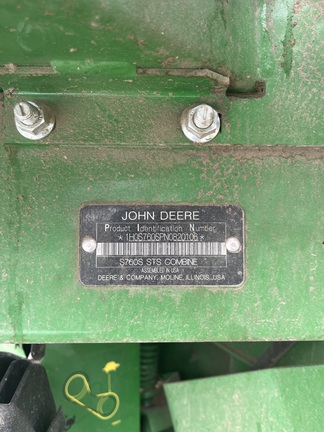 JOHN DEERE
Product Identification Number
*1H0S760SPN0820106*
S760S STS COMBINE
ASSEMBLED IN USA
DEERE & COMPANY, MOLINE, ILLINOIS, USA